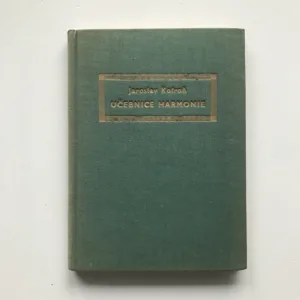 Jaroslav Kofroň
UČEBNICE HARMONIE